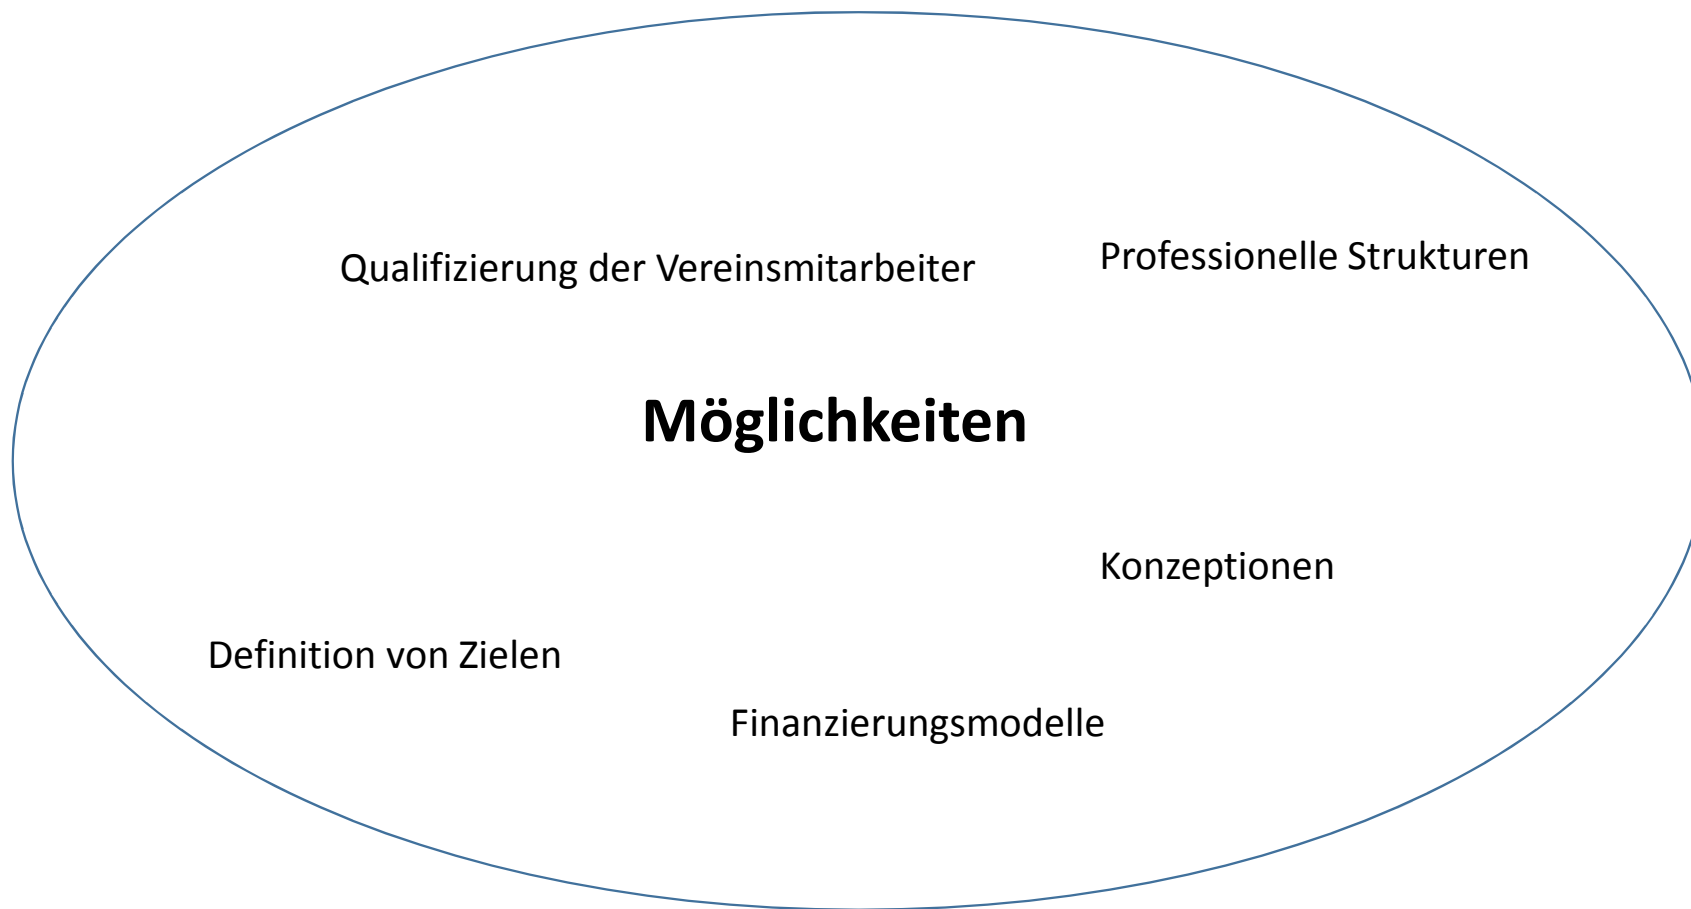 Qualifizierung der Vereinsmitarbeiter
Professionelle Strukturen
Möglichkeiten
Konzeptionen
Definition von Zielen
Finanzierungsmodelle